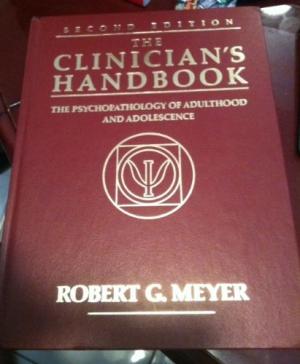 SECOND EDITION
THE
CLINICIAN'S
HANDBOOK
THE PSYCHOPATHOLOGY OF ADULTHOOD
AND ADOLESCENCE
Ψ
ROBERT G. MEYER